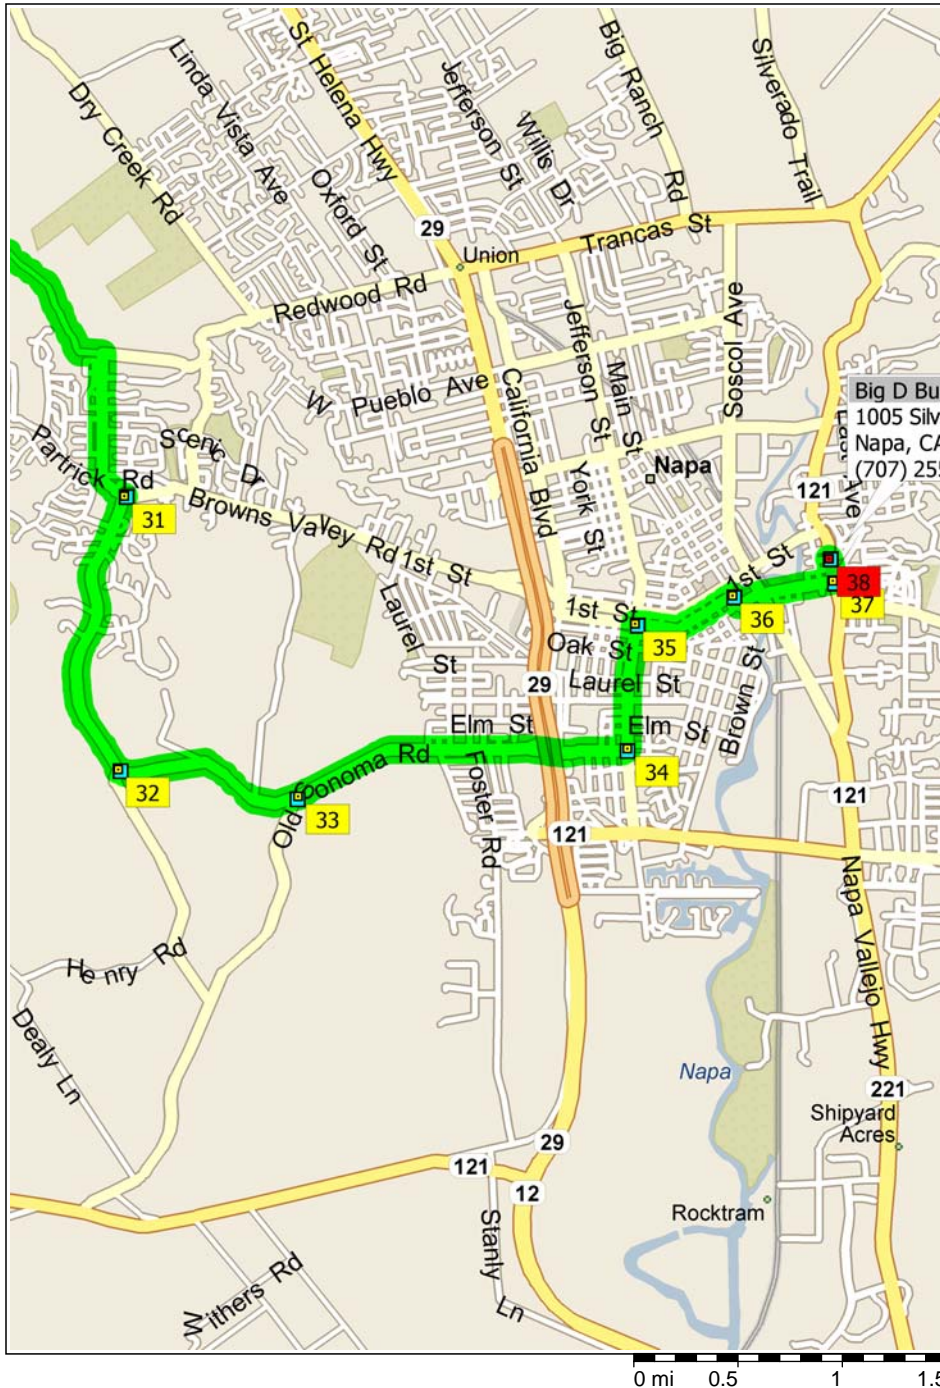 St Helena Hwy
Linda Vista Ave
Dry Creek Rd
Jefferson St
Willis Dr
Big Ranch Rd
Silverado Trail
Oxford St
29
Union
Trancas St
Redwood Rd
W Pueblo Ave
California Blvd
Jefferson St
Main St
Soscol Ave
Big D Bu
1005 Silv
Napa, CA
(707) 25
Partrick Rd
Scenic Dr
Napa
York St
121
Ave
31
Browns Valley Rd
1st St
1st St
38
37
36
1st St
35
Oak St
Laurel St
Laurel St
29
Brown St
Elm St
Elm St
34
32
Old Sonoma Rd
33
Foster Rd
121
121
Napa Vallejo Hwy
Henry Rd
Dealy Ln
Napa
221
Shipyard
Acres
29
121
12
Rocktram
Stanly Ln
Withers Rd
0 mi 0.5 1 1.5